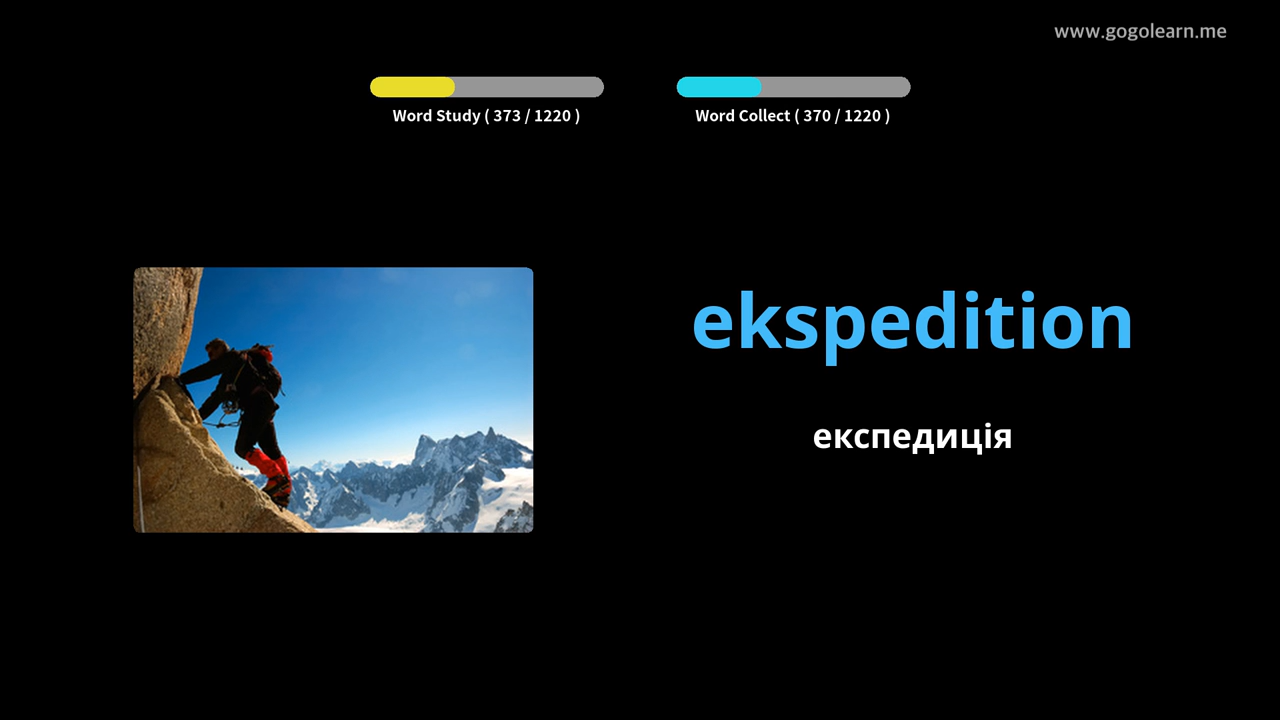 www.gogolearn.me
Word Study ( 373 / 1220 )
Word Collect ( 370 / 1220 )
ekspedition
експедиція